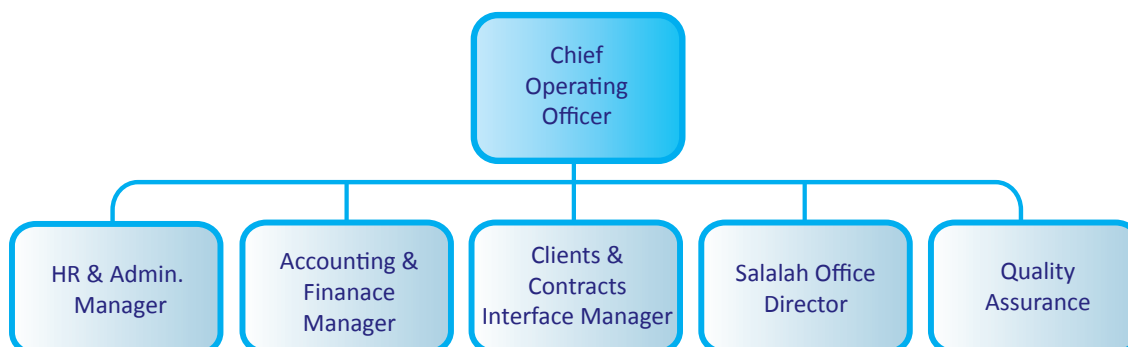 Chief
Operating
Officer
HR & Admin.
Manager
Accounting &
Finanace
Manager
Clients &
Contracts
Interface Manager
Salalah Office
Director
Quality
Assurance